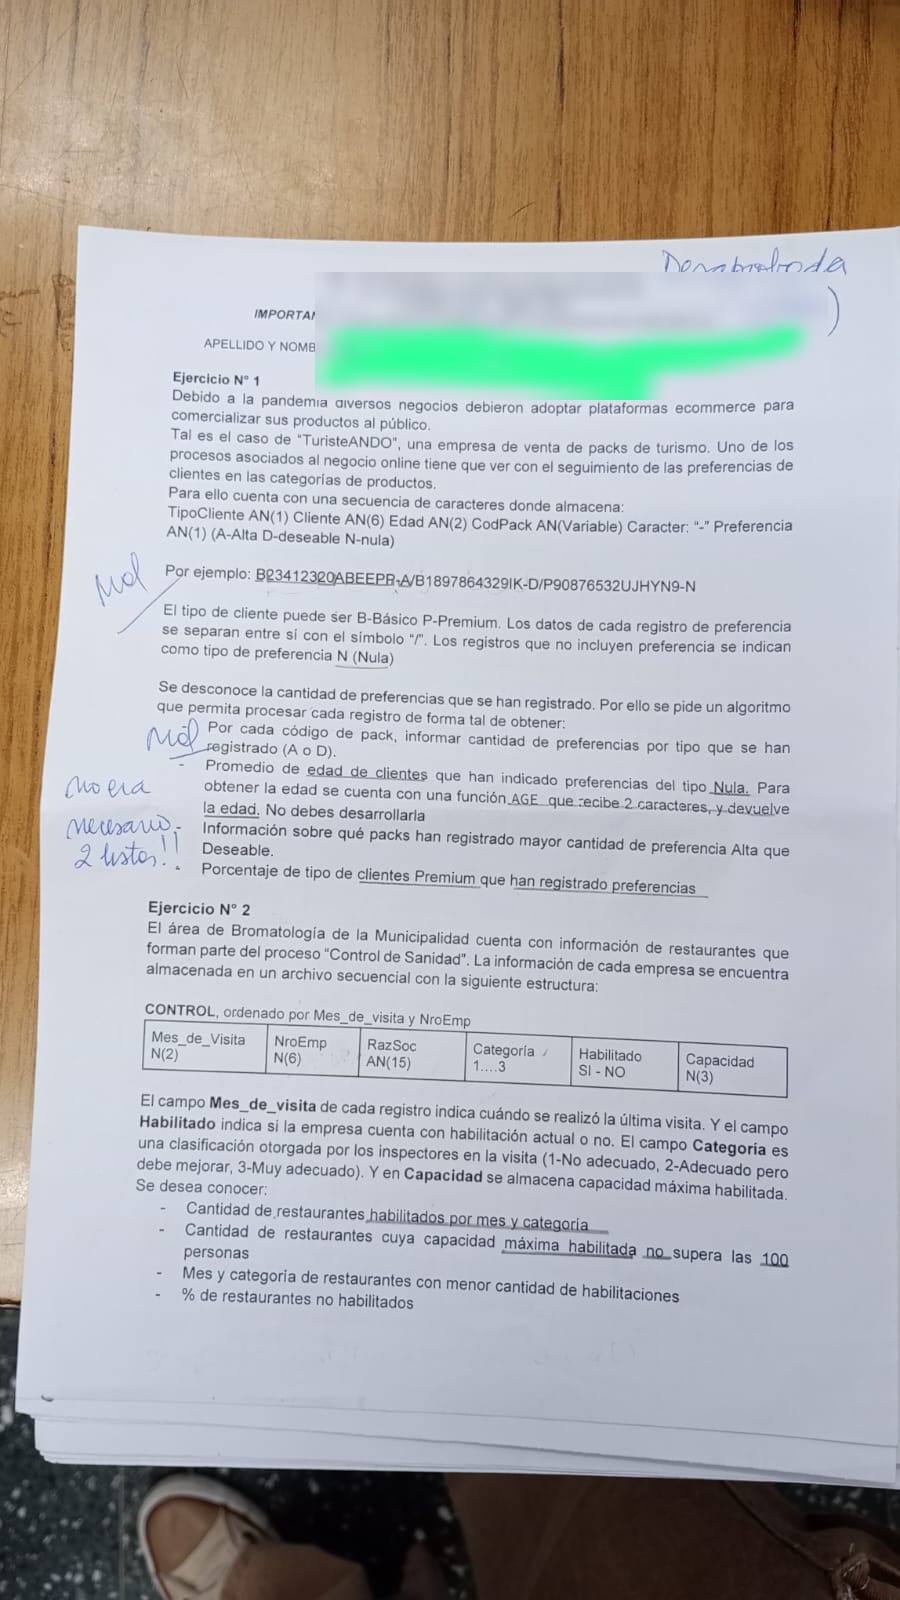 Desaprobada
)
IMPORTAN
APELLIDO Y NOMB
Ejercicio N° 1
Debido a la pandemia diversos negocios debieron adoptar plataformas ecommerce para
comercializar sus productos al público.
Tal es el caso de "TuristeANDO", una empresa de venta de packs de turismo. Uno de los
procesos asociados al negocio online tiene que ver con el seguimiento de las preferencias de
clientes en las categorías de productos.
Para ello cuenta con una secuencia de caracteres donde almacena:
TipoCliente AN(1) Cliente AN(6) Edad AN(2) CodPack AN(Variable) Caracter: "-" Preferencia
AN(1) (A-Alta D-deseable N-nula)
Mal
Por ejemplo: B23412320ABEEPR-A/B1897864329IK-D/P90876532UJHYN9-N
El tipo de cliente puede ser B-Básico P-Premium. Los datos de cada registro de preferencia
se separan entre sí con el símbolo "/". Los registros que no incluyen preferencia se indican
como tipo de preferencia N (Nula)
Se desconoce la cantidad de preferencias que se han registrado. Por ello se pide un algoritmo
que permita procesar cada registro de forma tal de obtener:
Mal
Por cada código de pack, informar cantidad de preferencias por tipo que se han
registrado (A o D).
- Promedio de edad de clientes que han indicado preferencias del tipo Nula. Para
obtener la edad se cuenta con una función AGE que recibe 2 caracteres, y devuelve
la edad. No debes desarrollarla
no era
necesario
2 listas!!
- Información sobre qué packs han registrado mayor cantidad de preferencia Alta que
Deseable.
- Porcentaje de tipo de clientes Premium que han registrado preferencias
Ejercicio N° 2
El área de Bromatología de la Municipalidad cuenta con información de restaurantes que
forman parte del proceso "Control de Sanidad". La información de cada empresa se encuentra
almacenada en un archivo secuencial con la siguiente estructura:
CONTROL, ordenado por Mes_de_visita y NroEmp
Mes_de_Visita NroEmp RazSoc Categoría Habilitado Capacidad
N(2) N(6) AN(15) 1....3 SI - NO N(3)
El campo Mes_de_visita de cada registro indica cuándo se realizó la última visita. Y el campo
Habilitado indica si la empresa cuenta con habilitación actual o no. El campo Categoría es
una clasificación otorgada por los inspectores en la visita (1-No adecuado, 2-Adecuado pero
debe mejorar, 3-Muy adecuado). Y en Capacidad se almacena capacidad máxima habilitada.
Se desea conocer:
- Cantidad de restaurantes habilitados por mes y categoría
- Cantidad de restaurantes cuya capacidad máxima habilitada no supera las 100
personas
- Mes y categoría de restaurantes con menor cantidad de habilitaciones
- % de restaurantes no habilitados